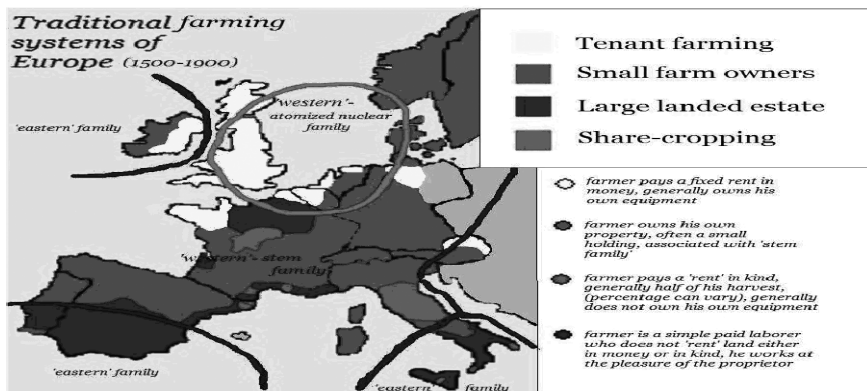 Traditional farming
systems of
Europe (1500-1900)
Tenant farming
Small farm owners
Large landed estate
Share-cropping
'eastern' family
'western'-
atomized nuclear
family
'western'- stem
family
'eastern' family
'eastern' family
farmer pays a fixed rent in
money, generally owns his
own equipment
farmer owns his own
property, often a small
holding, associated with 'stem
family'
farmer pays a 'rent' in kind,
generally half of his harvest,
(percentage can vary), generally
does not own his own equipment
farmer is a simple paid laborer
who does not 'rent' land either
in money or in kind, he works at
the pleasure of the proprietor